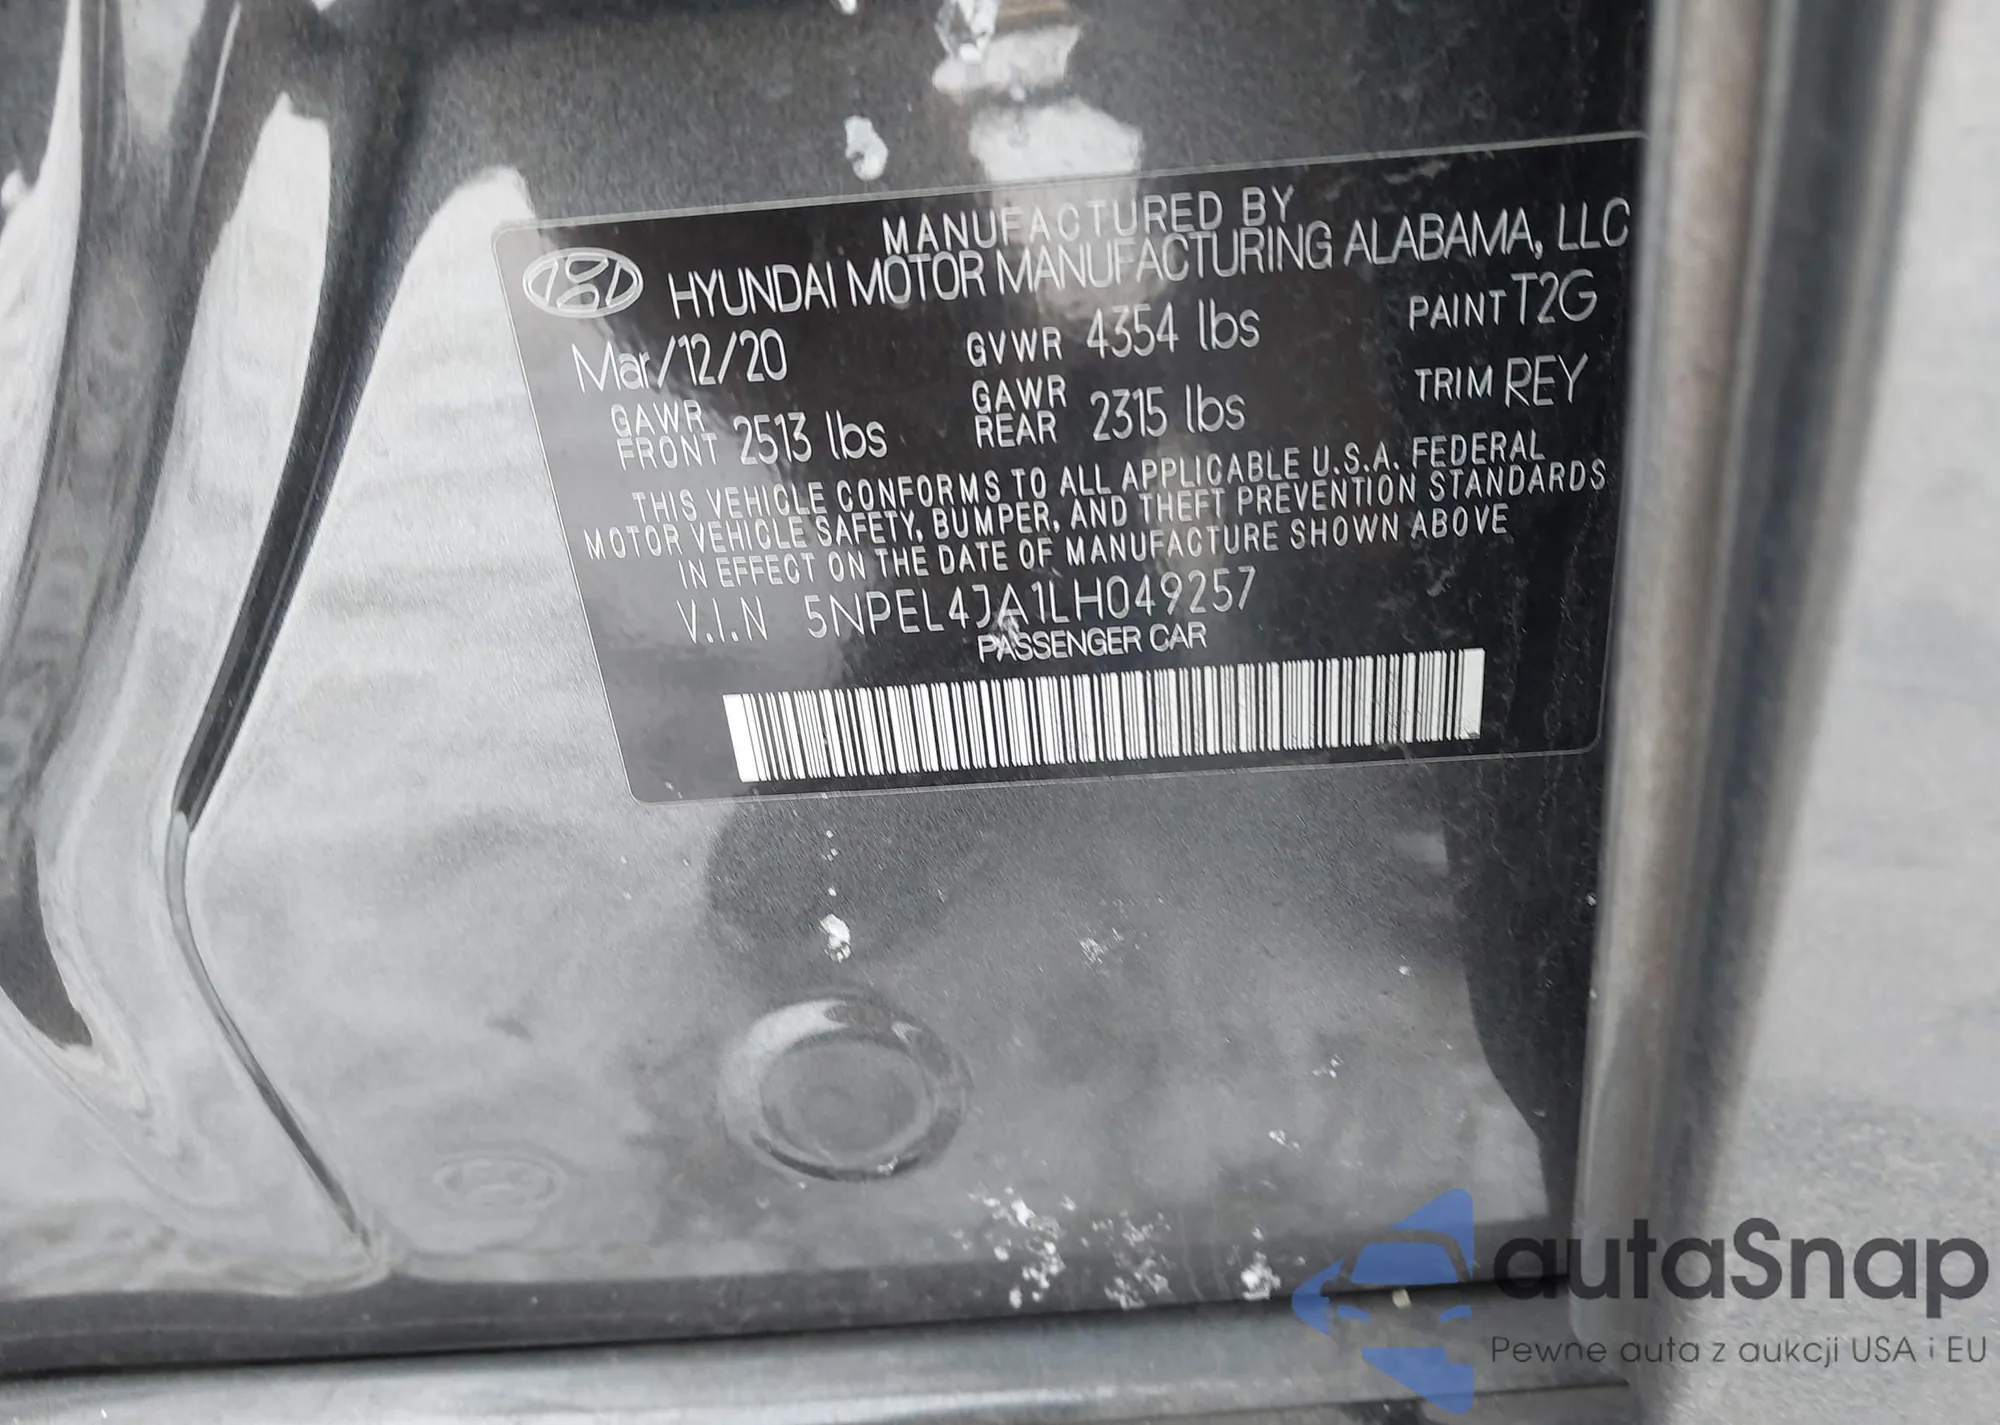 MANUFACTURED BY
HYUNDAI MOTOR MANUFACTURING ALABAMA, LLC
Mar/12/20 GVWR 4354 lbs PAINT T2G
GAWR FRONT 2513 lbs GAWR REAR 2315 lbs TRIM REY
THIS VEHICLE CONFORMS TO ALL APPLICABLE U.S.A. FEDERAL
MOTOR VEHICLE SAFETY, BUMPER, AND THEFT PREVENTION STANDARDS
IN EFFECT ON THE DATE OF MANUFACTURE SHOWN ABOVE
V.I.N 5NPEL4JA1LH049257
PASSENGER CAR
autaSnap
Pewne auta z aukcji USA i EU